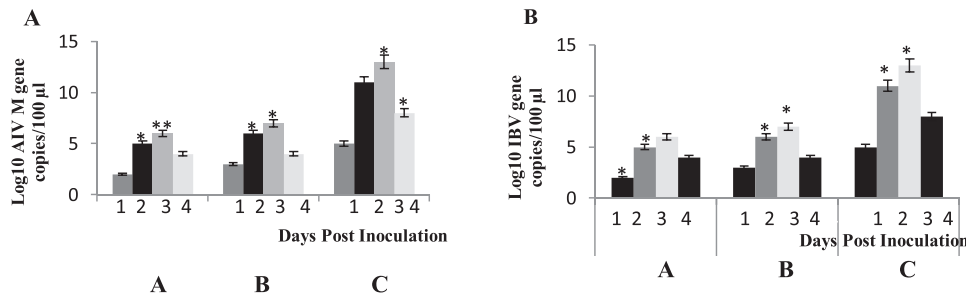 A
Log10 AIV M gene
copies/100 µl
15
10
5
0
*
**
*
*
*
*
1 2 3 4
1 2 3 4
1 2 3 4
Days Post Inoculation
A B C
B
Log10 IBV gene
copies/100 µl
15
10
5
0
*
*
*
*
*
*
1 2 3 4
1 2 3 4
1 2 3 4
Days Post Inoculation
A B C